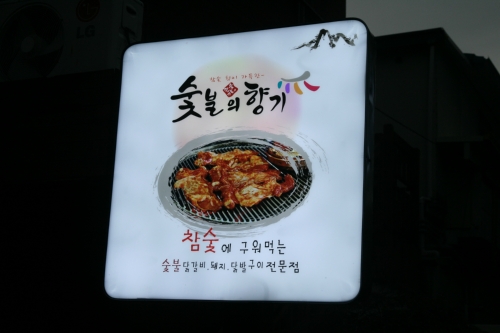 LG
숯불의향기
참숯에 구워먹는
숯불닭갈비.돼지.닭발구이전문점